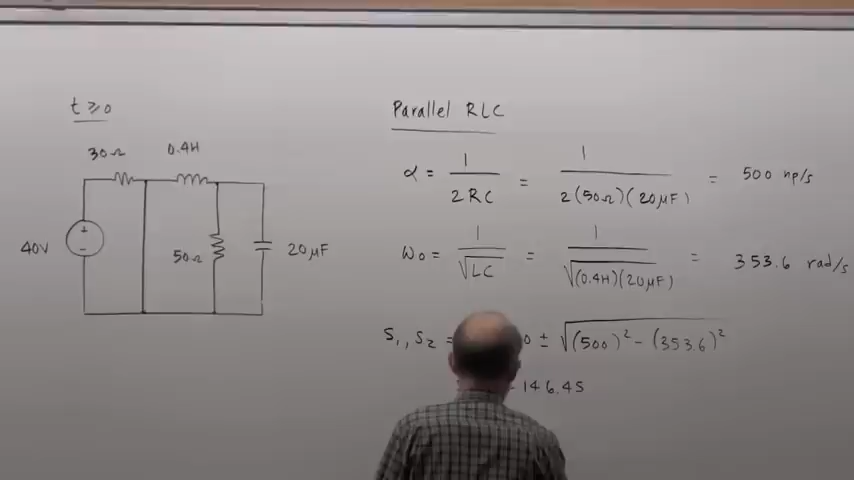 t ≥ 0
30Ω
0.4H
40V
50Ω
20μF
Parallel RLC
α = 1 / 2RC = 1 / 2(50Ω)(20μF) = 500 np/s
ω0 = 1 / √LC = 1 / √(0.4H)(20μF) = 353.6 rad/s
S1, S2 = 0 ± √(500)² - (353.6)²
146.45